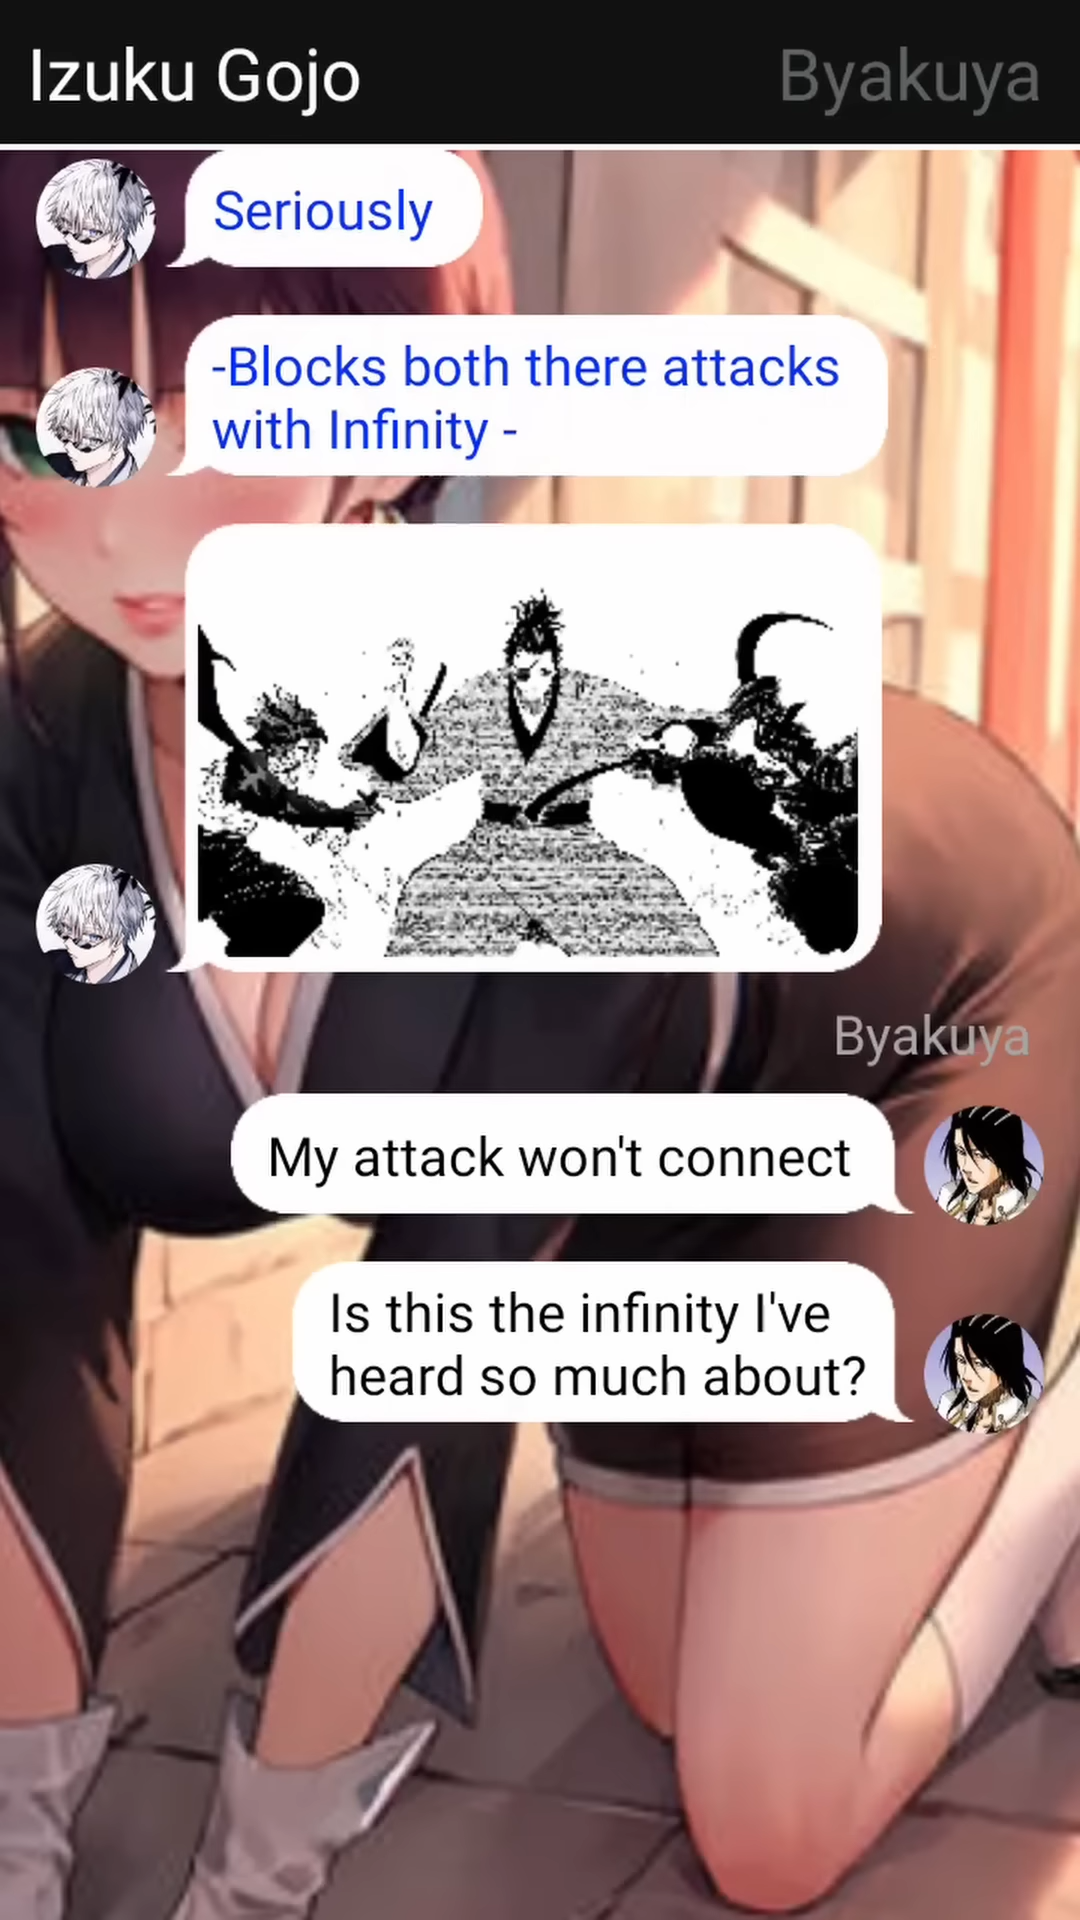 Izuku Gojo
Byakuya
Seriously
-Blocks both there attacks
with Infinity -
Byakuya
My attack won't connect
Is this the infinity I've
heard so much about?